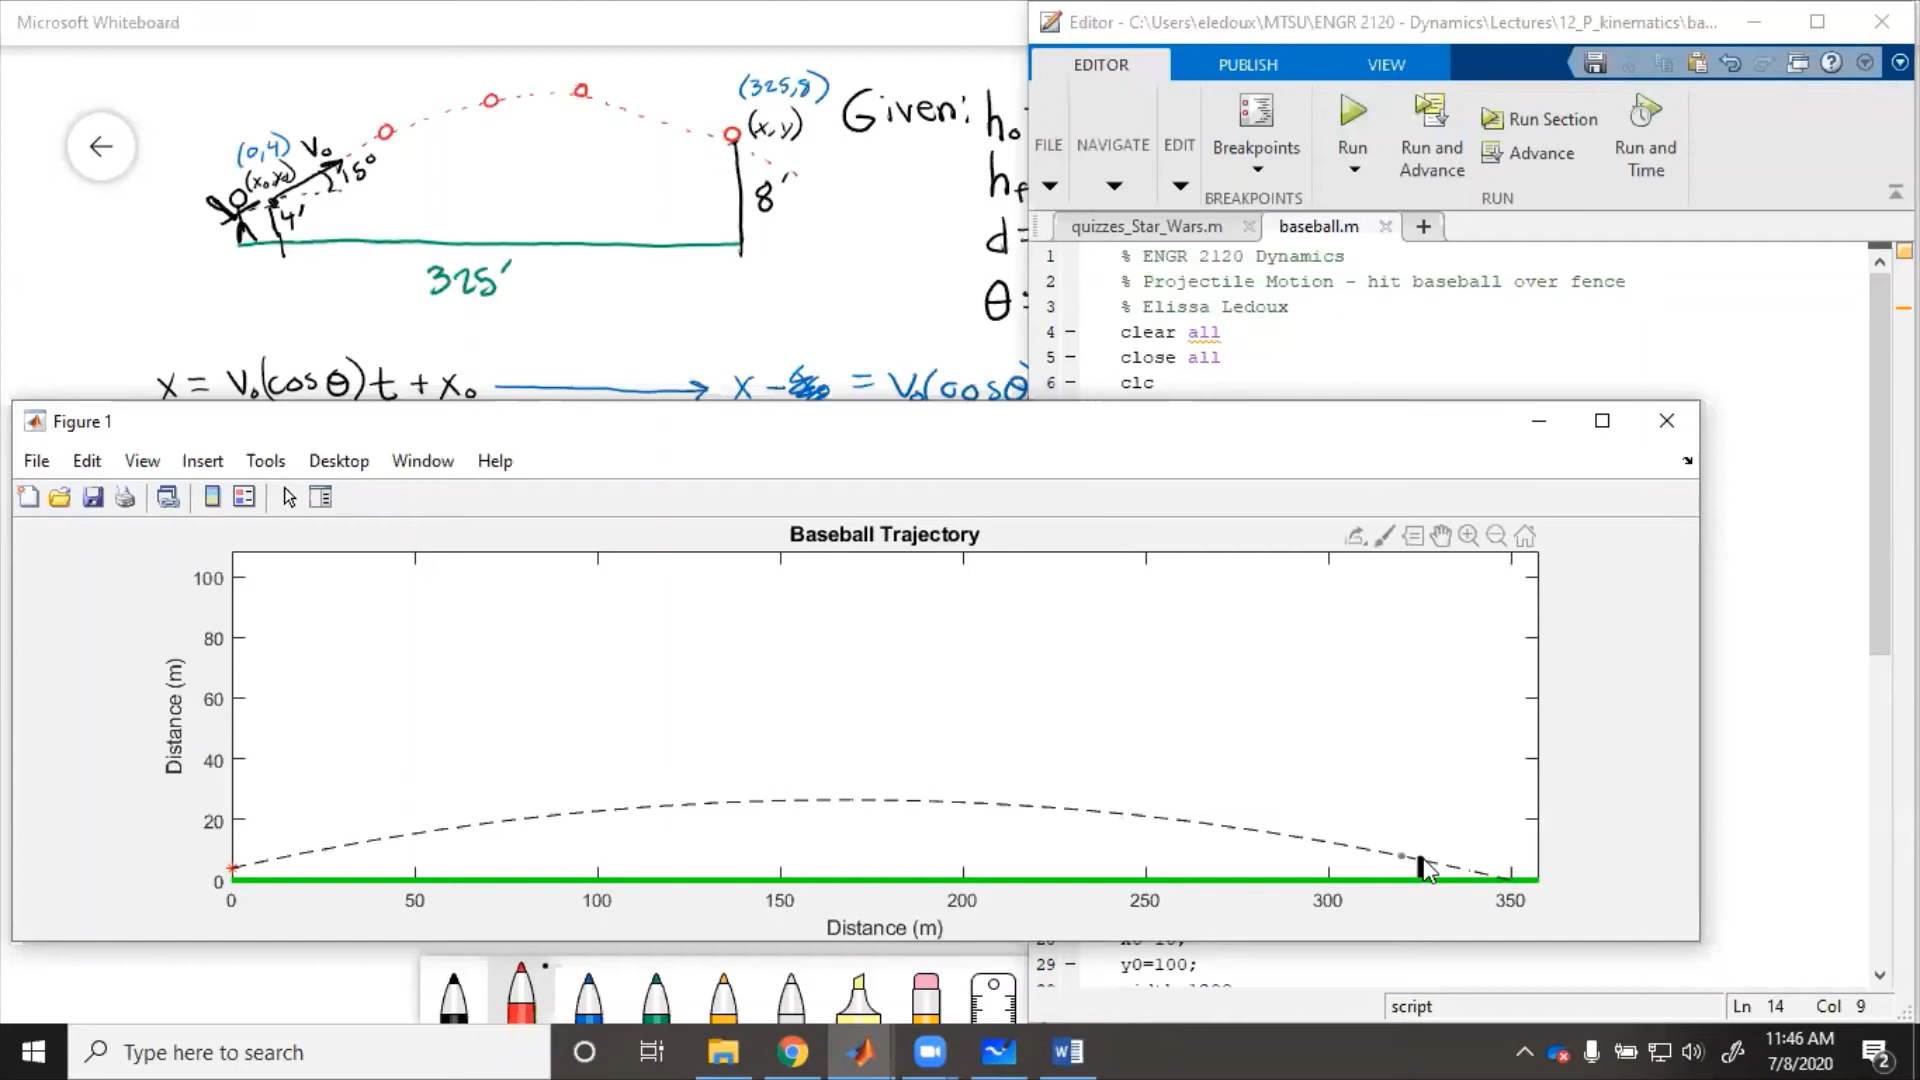 Microsoft Whiteboard
(0,4)
(x₀,y₀)
V₀
15°
4'
325'
(325,8)
(x,y)
8'
Given: h₀
h
d=
θ:
x = V₀(cosθ)t + x₀
x - = V₀(cosθ)
Editor - C:\Users\eledoux\MTSU\ENGR 2120 - Dynamics\Lectures\12_P_kinematics\ba...
EDITOR PUBLISH VIEW
FILE NAVIGATE EDIT Breakpoints Run Run and Advance Run Section Advance Run and Time
BREAKPOINTS RUN
quizzes_Star_Wars.m baseball.m
1 % ENGR 2120 Dynamics
2 % Projectile Motion - hit baseball over fence
3 % Elissa Ledoux
4 - clear all
5 - close all
6 - clc
Figure 1
File Edit View Insert Tools Desktop Window Help
Baseball Trajectory
Distance (m)
100
80
60
40
20
0
0 50 100 150 200 250 300 350
Distance (m)
29 - y0=100;
script Ln 14 Col 9
Type here to search
11:46 AM
7/8/2020
2